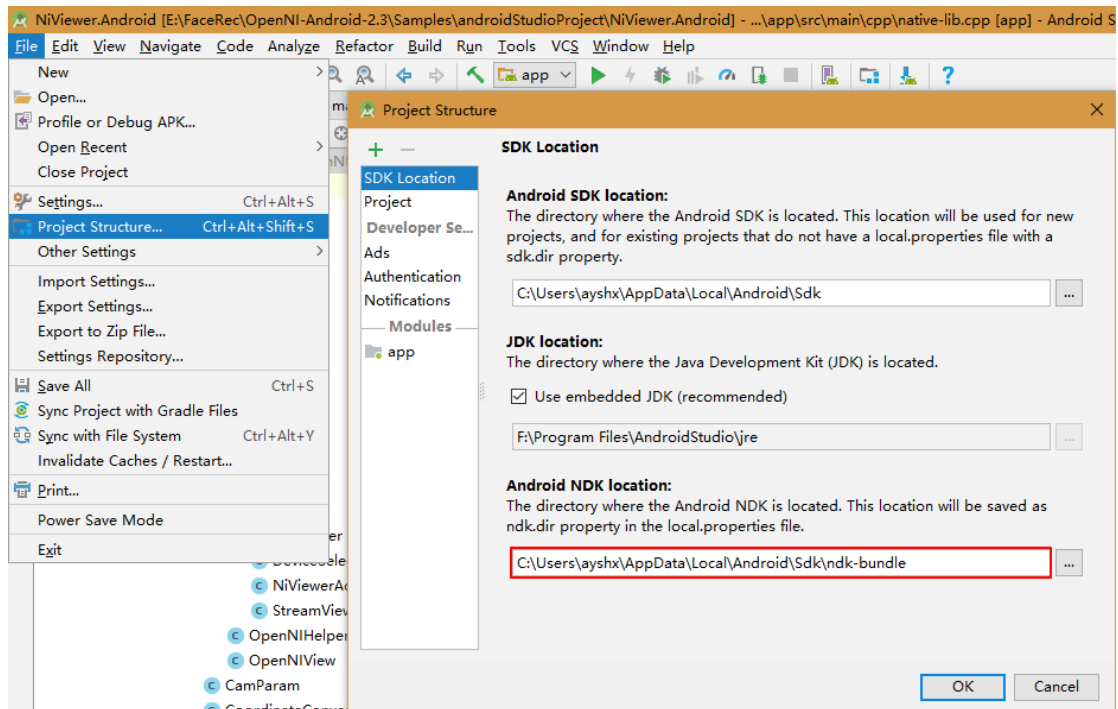 NiViewer.Android [E:\FaceRec\OpenNI-Android-2.3\Samples\androidStudioProject\NiViewer.Android] - ...\app\src\main\cpp\native-lib.cpp [app] - Android S
File Edit View Navigate Code Analyze Refactor Build Run Tools VCS Window Help
app
New
Open...
Profile or Debug APK...
Open Recent
Close Project
Settings... Ctrl+Alt+S
Project Structure... Ctrl+Alt+Shift+S
Other Settings
Import Settings...
Export Settings...
Export to Zip File...
Settings Repository...
Save All Ctrl+S
Sync Project with Gradle Files
Sync with File System Ctrl+Alt+Y
Invalidate Caches / Restart...
Print...
Power Save Mode
Exit
NiViewerAc
StreamView
OpenNIHelper
OpenNIView
CamParam
Project Structure
SDK Location
Project
Developer Se...
Ads
Authentication
Notifications
Modules
app
SDK Location
Android SDK location:
The directory where the Android SDK is located. This location will be used for new
projects, and for existing projects that do not have a local.properties file with a
sdk.dir property.
C:\Users\ayshx\AppData\Local\Android\Sdk
...
JDK location:
The directory where the Java Development Kit (JDK) is located.
Use embedded JDK (recommended)
F:\Program Files\AndroidStudio\jre
...
Android NDK location:
The directory where the Android NDK is located. This location will be saved as
ndk.dir property in the local.properties file.
C:\Users\ayshx\AppData\Local\Android\Sdk\ndk-bundle
...
OK Cancel